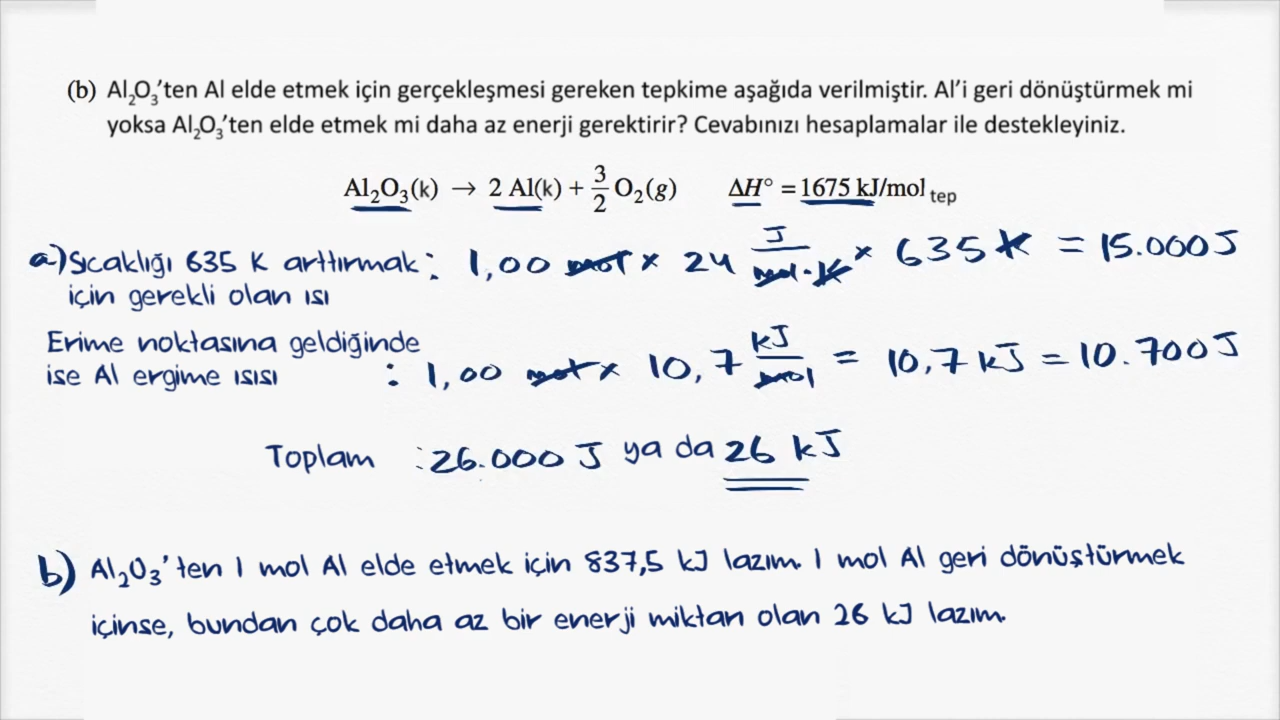 (b) Al₂O₃'ten Al elde etmek için gerçekleşmesi gereken tepkime aşağıda verilmiştir. Al'i geri dönüştürmek mi
yoksa Al₂O₃'ten elde etmek mi daha az enerji gerektirir? Cevabınızı hesaplamalar ile destekleyiniz.
Al₂O₃(k) → 2 Al(k) + 3/2 O₂(g) ΔH° = 1675 kJ/mol tep
a) Sıcaklığı 635 K arttırmak : 1,00 mol x 24 J/mol·K x 635 K = 15.000 J
için gerekli olan ısı
Erime noktasına geldiğinde
ise Al ergime ısısı : 1,00 mol x 10,7 kJ/mol = 10,7 kJ = 10.700 J
Toplam : 26.000 J ya da 26 kJ
b) Al₂O₃'ten 1 mol Al elde etmek için 837,5 kJ lazım. 1 mol Al geri dönüştürmek
içinse, bundan çok daha az bir enerji miktarı olan 26 kJ lazım.